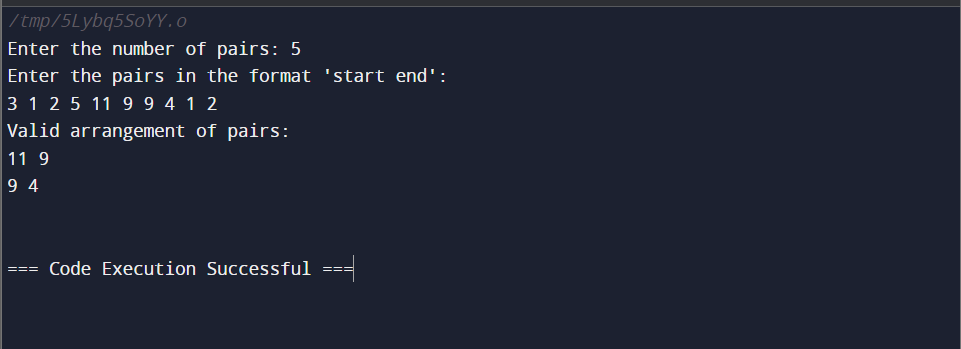 /tmp/5Lybq5SoYY.o
Enter the number of pairs: 5
Enter the pairs in the format 'start end':
3 1 2 5 11 9 9 4 1 2
Valid arrangement of pairs:
11 9
9 4
=== Code Execution Successful ===